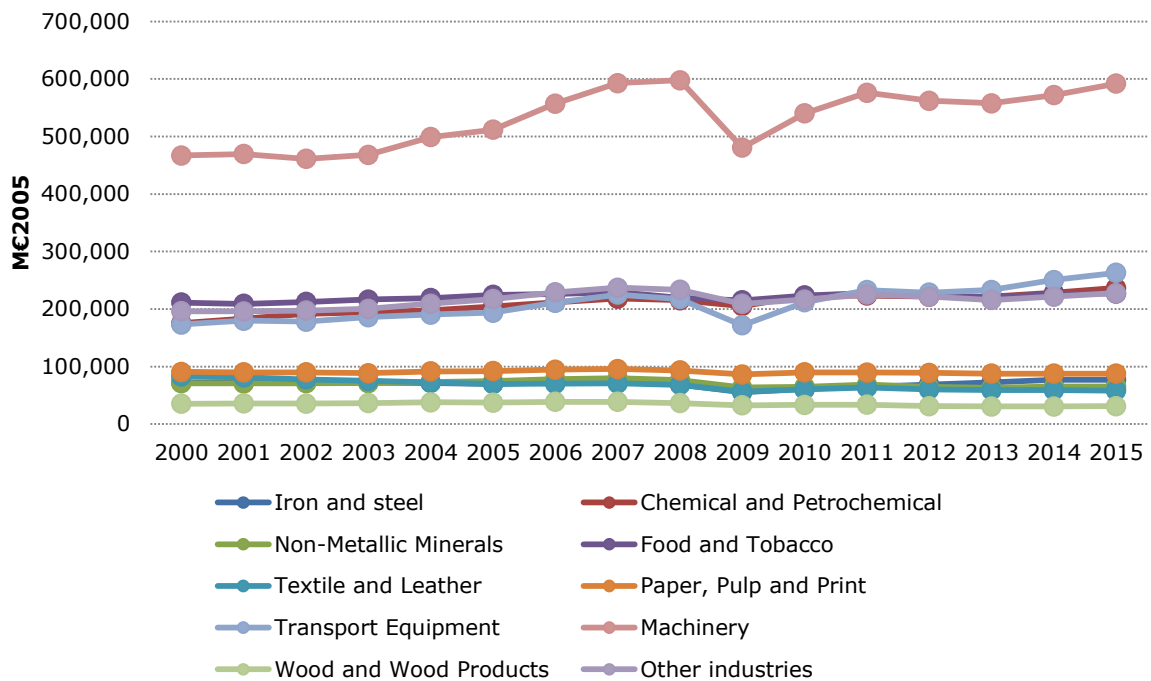 700,000
600,000
500,000
400,000
300,000
200,000
100,000
0
M€2005
2000 2001 2002 2003 2004 2005 2006 2007 2008 2009 2010 2011 2012 2013 2014 2015
Iron and steel Chemical and Petrochemical
Non-Metallic Minerals Food and Tobacco
Textile and Leather Paper, Pulp and Print
Transport Equipment Machinery
Wood and Wood Products Other industries